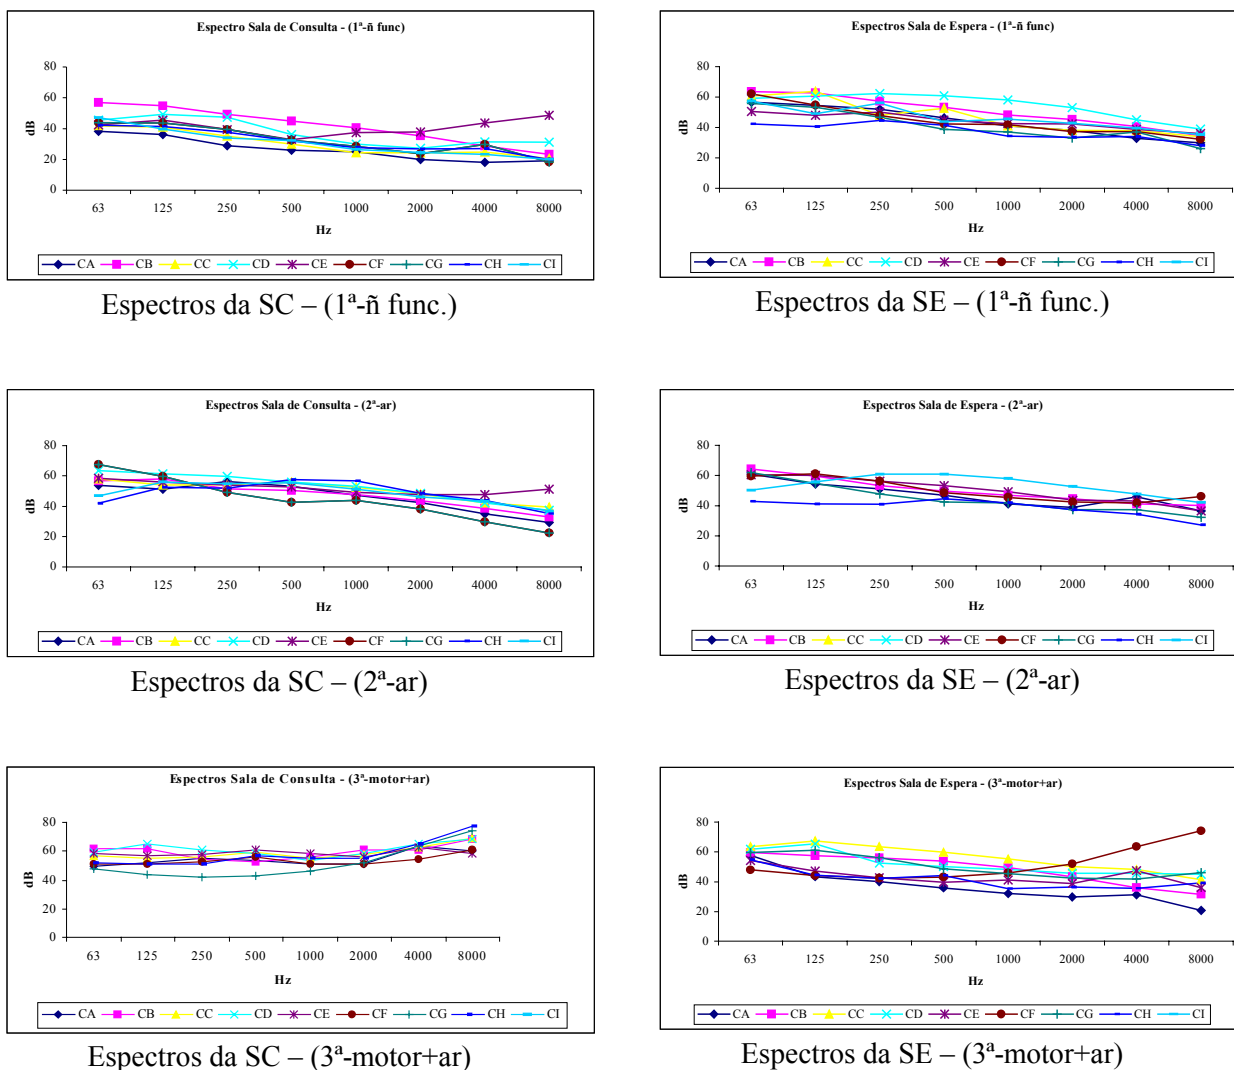 Espectro Sala de Consulta - (1ª-ñ func)
80
60
40
20
0
dB
63 125 250 500 1000 2000 4000 8000
Hz
CA CB CC CD CE CF CG CH CI
Espectros da SC – (1ª-ñ func.)
Espectros Sala de Espera - (1ª-ñ func)
80
60
40
20
0
dB
63 125 250 500 1000 2000 4000 8000
Hz
CA CB CC CD CE CF CG CH CI
Espectros da SE – (1ª-ñ func.)
Espectros Sala de Consulta - (2ª-ar)
80
60
40
20
0
dB
63 125 250 500 1000 2000 4000 8000
Hz
CA CB CC CD CE CF CG CH CI
Espectros da SC – (2ª-ar)
Espectros Sala de Espera - (2ª-ar)
80
60
40
20
0
dB
63 125 250 500 1000 2000 4000 8000
Hz
CA CB CC CD CE CF CG CH CI
Espectros da SE – (2ª-ar)
Espectros Sala de Consulta - (3ª-motor+ar)
80
60
40
20
0
dB
63 125 250 500 1000 2000 4000 8000
Hz
CA CB CC CD CE CF CG CH CI
Espectros da SC – (3ª-motor+ar)
Espectros Sala de Espera - (3ª-motor+ar)
80
60
40
20
0
dB
63 125 250 500 1000 2000 4000 8000
Hz
CA CB CC CD CE CF CG CH CI
Espectros da SE – (3ª-motor+ar)